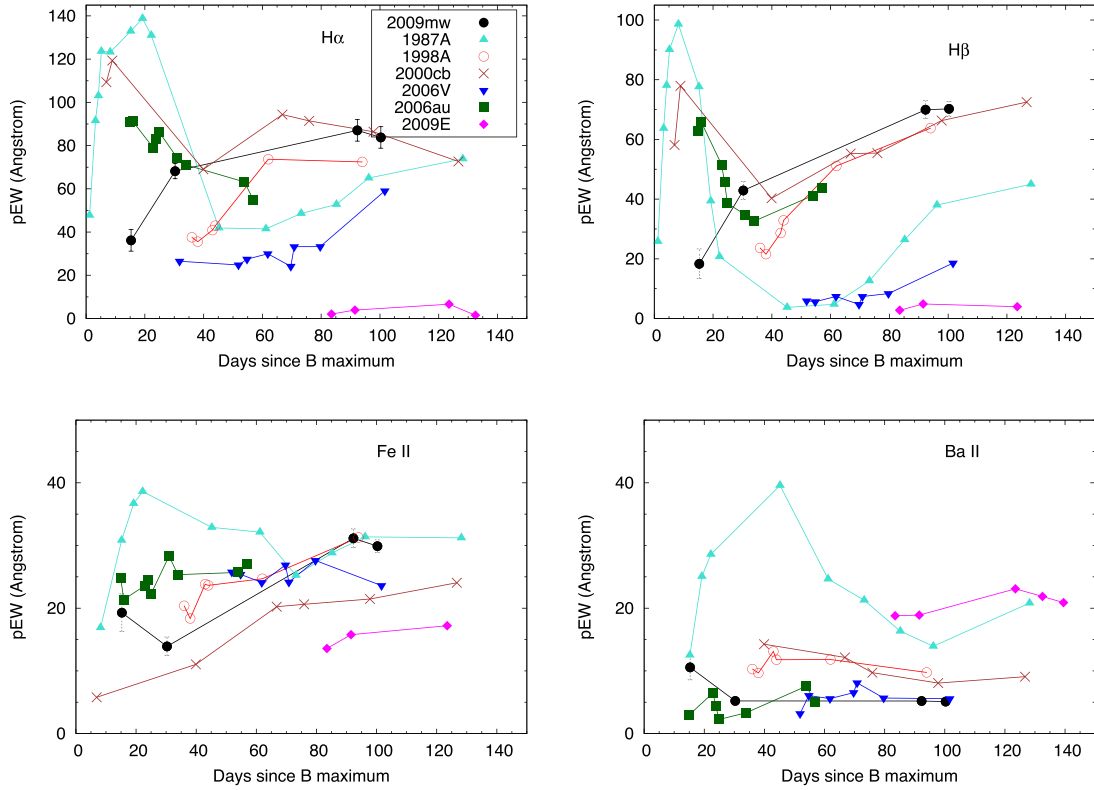 Hα
2009mw
1987A
1998A
2000cb
2006V
2006au
2009E
pEW (Angstrom)
0
20
40
60
80
100
120
140
0 20 40 60 80 100 120 140
Days since B maximum
Hβ
pEW (Angstrom)
0
20
40
60
80
100
0 20 40 60 80 100 120 140
Days since B maximum
Fe II
pEW (Angstrom)
0
20
40
0 20 40 60 80 100 120 140
Days since B maximum
Ba II
pEW (Angstrom)
0
20
40
0 20 40 60 80 100 120 140
Days since B maximum